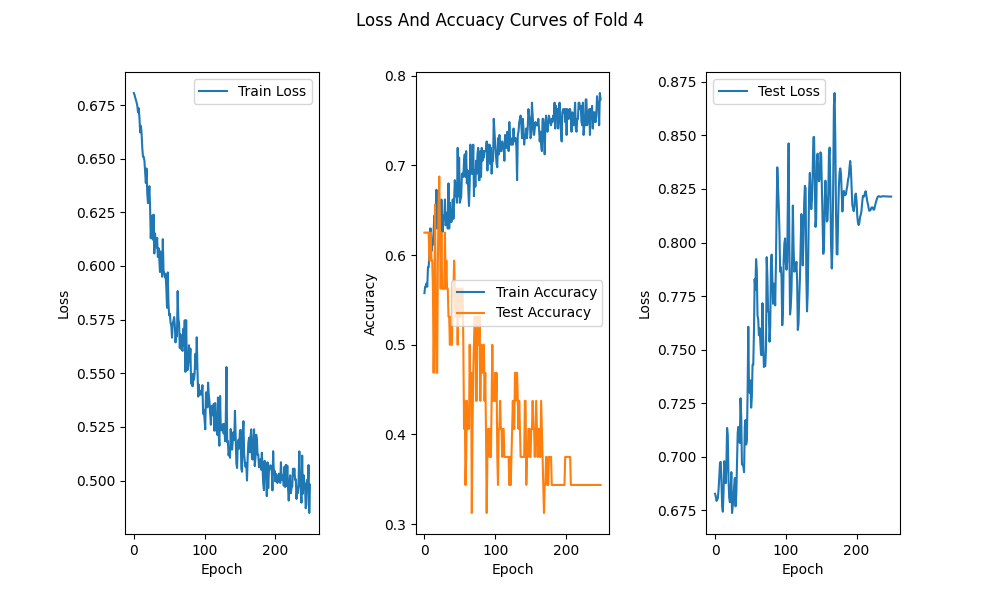 Loss And Accuacy Curves of Fold 4
Train Loss
0.675
0.650
0.625
0.600
0.575
0.550
0.525
0.500
Loss
0
100
200
Epoch
Train Accuracy
Test Accuracy
0.8
0.7
0.6
0.5
0.4
0.3
Accuracy
0
100
200
Epoch
Test Loss
0.875
0.850
0.825
0.800
0.775
0.750
0.725
0.700
0.675
Loss
0
100
200
Epoch